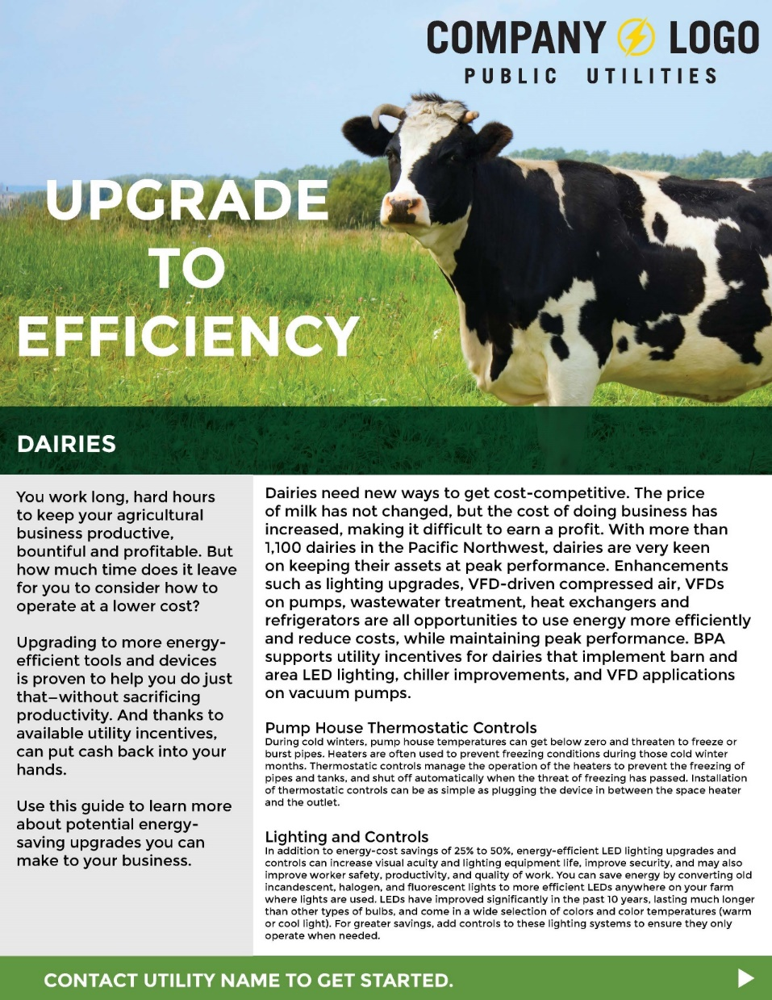 COMPANY LOGO
PUBLIC UTILITIES
UPGRADE
TO
EFFICIENCY
DAIRIES
You work long, hard hours
to keep your agricultural
business productive,
bountiful and profitable. But
how much time does it leave
for you to consider how to
operate at a lower cost?
Upgrading to more energy-
efficient tools and devices
is proven to help you do just
that—without sacrificing
productivity. And thanks to
available utility incentives,
can put cash back into your
hands.
Use this guide to learn more
about potential energy-
saving upgrades you can
make to your business.
Dairies need new ways to get cost-competitive. The price
of milk has not changed, but the cost of doing business has
increased, making it difficult to earn a profit. With more than
1,100 dairies in the Pacific Northwest, dairies are very keen
on keeping their assets at peak performance. Enhancements
such as lighting upgrades, VFD-driven compressed air, VFDs
on pumps, wastewater treatment, heat exchangers and
refrigerators are all opportunities to use energy more efficiently
and reduce costs, while maintaining peak performance. BPA
supports utility incentives for dairies that implement barn and
area LED lighting, chiller improvements, and VFD applications
on vacuum pumps.
Pump House Thermostatic Controls
During cold winters, pump house temperatures can get below zero and threaten to freeze or
burst pipes. Heaters are often used to prevent freezing conditions during those cold winter
months. Thermostatic controls manage the operation of the heaters to prevent the freezing of
pipes and tanks, and shut off automatically when the threat of freezing has passed. Installation
of thermostatic controls can be as simple as plugging the device in between the space heater
and the outlet.
Lighting and Controls
In addition to energy-cost savings of 25% to 50%, energy-efficient LED lighting upgrades and
controls can increase visual acuity and lighting equipment life, improve security, and may also
improve worker safety, productivity, and quality of work. You can save energy by converting old
incandescent, halogen, and fluorescent lights to more efficient LEDs anywhere on your farm
where lights are used. LEDs have improved significantly in the past 10 years, lasting much longer
than other types of bulbs, and come in a wide selection of colors and color temperatures (warm
or cool light). For greater savings, add controls to these lighting systems to ensure they only
operate when needed.
CONTACT UTILITY NAME TO GET STARTED.